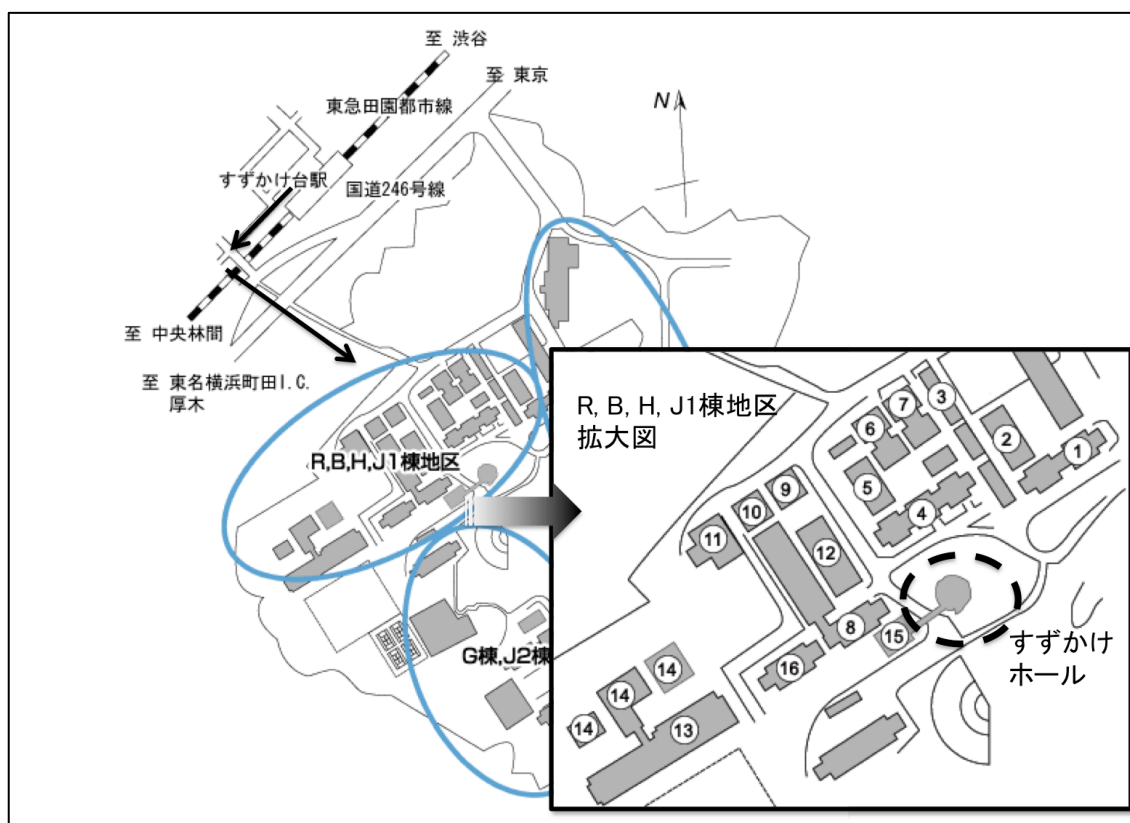 至 渋谷
至 東京
東急田園都市線
N
すずかけ台駅
国道246号線
至 中央林間
至 東名横浜町田I.C.
厚木
R,B,H,J1棟地区
G棟,J2棟
R, B, H, J1棟地区
拡大図
7
3
6
2
1
5
9
4
10
11
12
8
15
すずかけ
ホール
16
14
14
14
13